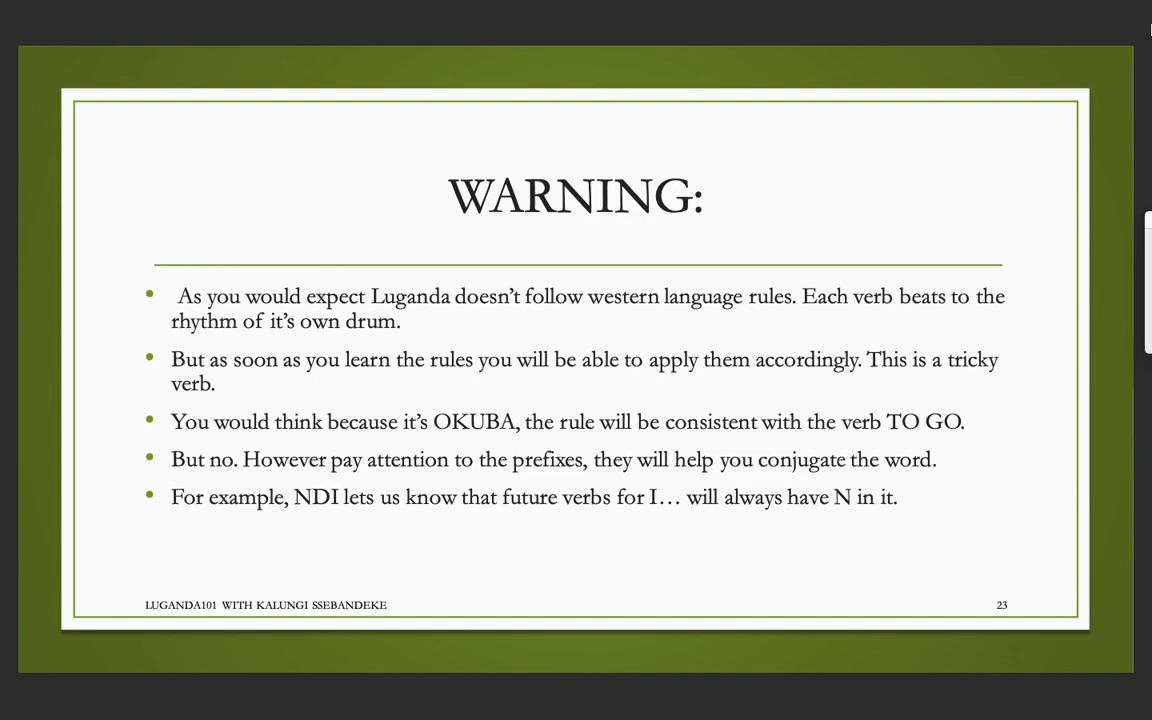 WARNING:
• As you would expect Luganda doesn’t follow western language rules. Each verb beats to the
rhythm of it’s own drum.
• But as soon as you learn the rules you will be able to apply them accordingly. This is a tricky
verb.
• You would think because it’s OKUBA, the rule will be consistent with the verb TO GO.
• But no. However pay attention to the prefixes, they will help you conjugate the word.
• For example, NDI lets us know that future verbs for I… will always have N in it.
LUGANDA101 WITH KALUNGI SSEBANDEKE 23